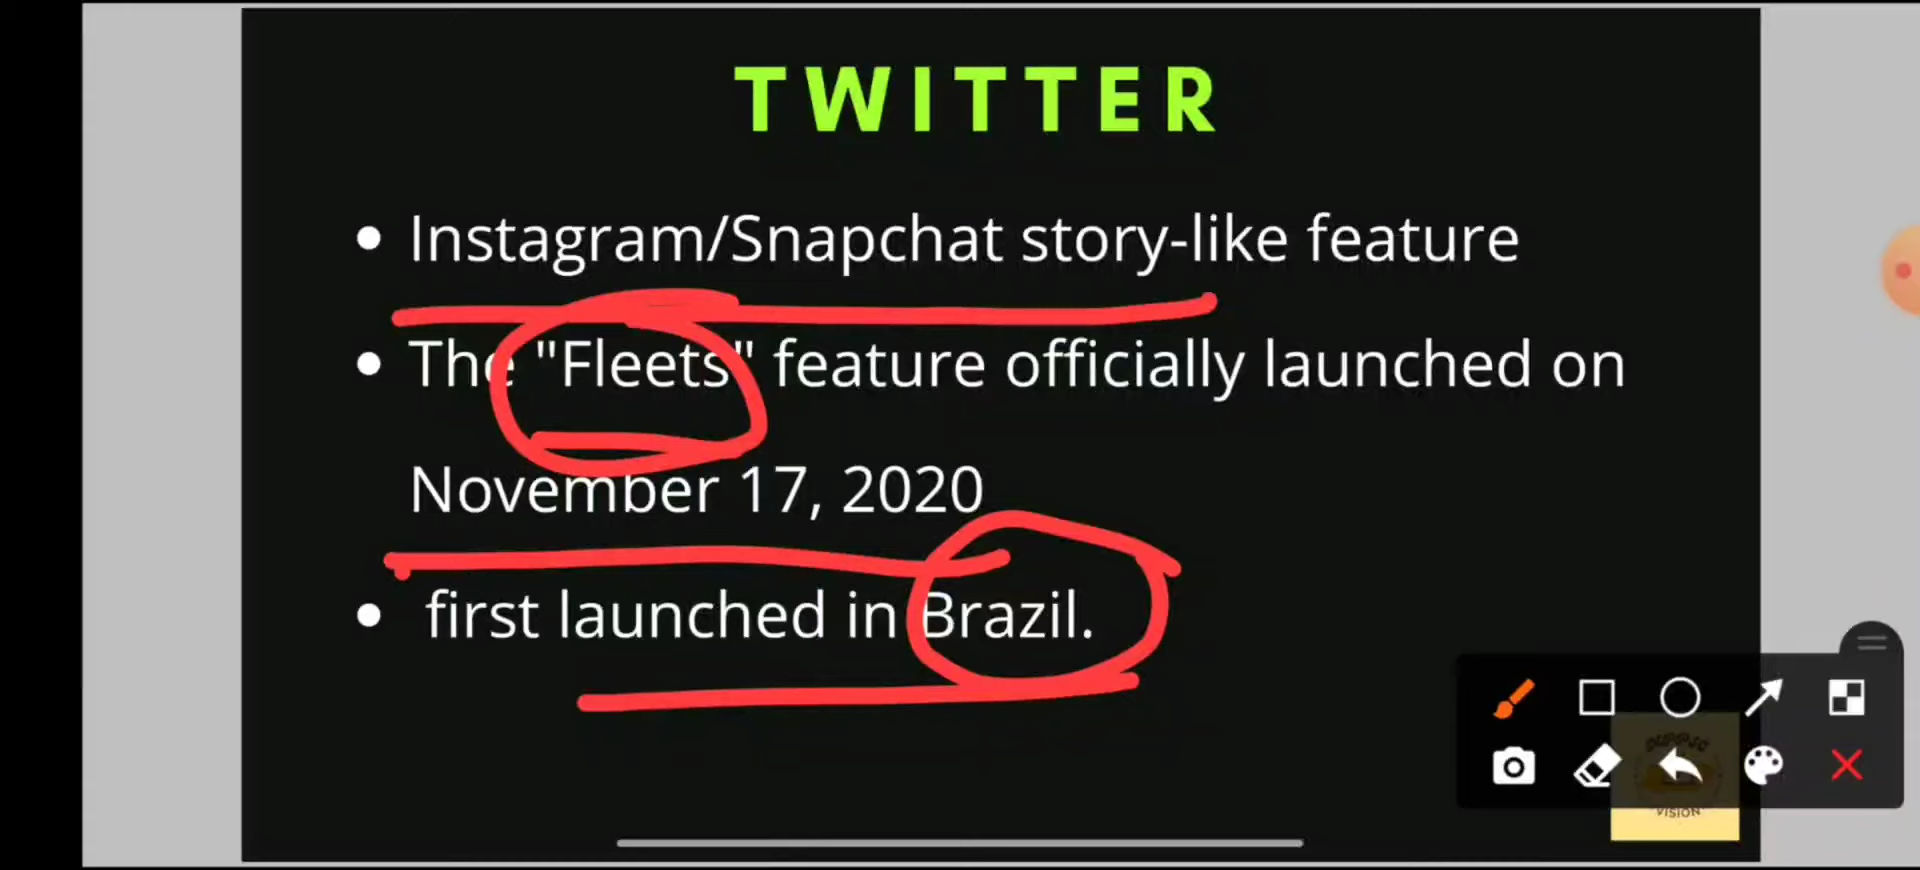 TWITTER
• Instagram/Snapchat story-like feature
• The "Fleets" feature officially launched on
November 17, 2020
• first launched in Brazil.
VISION